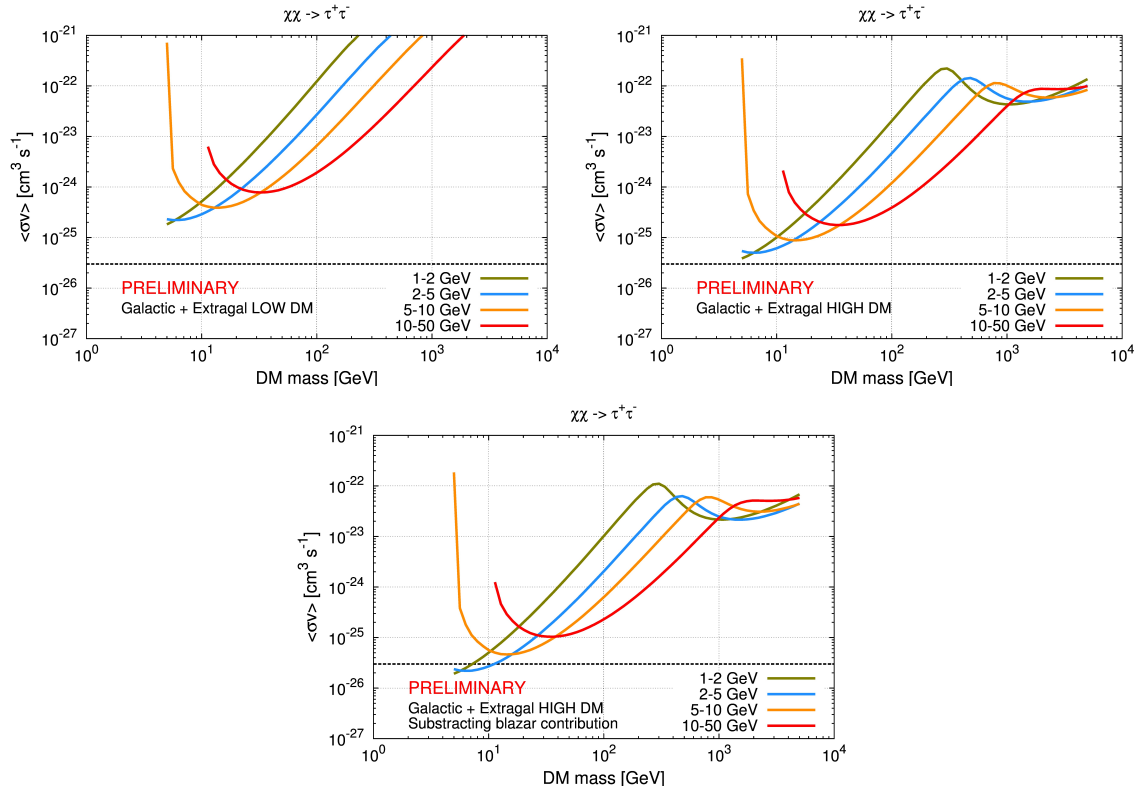 χχ -> τ⁺τ⁻
10⁻²¹
10⁻²²
10⁻²³
10⁻²⁴
10⁻²⁵
10⁻²⁶
10⁻²⁷
<σv> [cm³ s⁻¹]
PRELIMINARY
Galactic + Extragal LOW DM
1-2 GeV
2-5 GeV
5-10 GeV
10-50 GeV
10⁰ 10¹ 10² 10³ 10⁴
DM mass [GeV]
χχ -> τ⁺τ⁻
10⁻²¹
10⁻²²
10⁻²³
10⁻²⁴
10⁻²⁵
10⁻²⁶
10⁻²⁷
<σv> [cm³ s⁻¹]
PRELIMINARY
Galactic + Extragal HIGH DM
1-2 GeV
2-5 GeV
5-10 GeV
10-50 GeV
10⁰ 10¹ 10² 10³ 10⁴
DM mass [GeV]
χχ -> τ⁺τ⁻
10⁻²¹
10⁻²²
10⁻²³
10⁻²⁴
10⁻²⁵
10⁻²⁶
10⁻²⁷
<σv> [cm³ s⁻¹]
PRELIMINARY
Galactic + Extragal HIGH DM
Substracting blazar contribution
1-2 GeV
2-5 GeV
5-10 GeV
10-50 GeV
10⁰ 10¹ 10² 10³ 10⁴
DM mass [GeV]